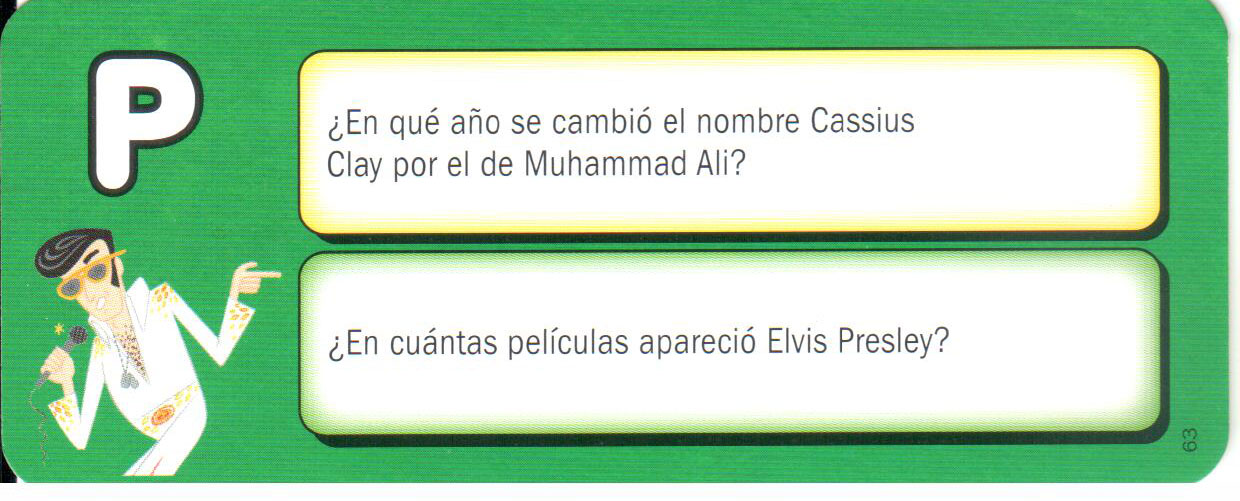 P
¿En qué año se cambió el nombre Cassius
Clay por el de Muhammad Ali?
¿En cuántas películas apareció Elvis Presley?
63